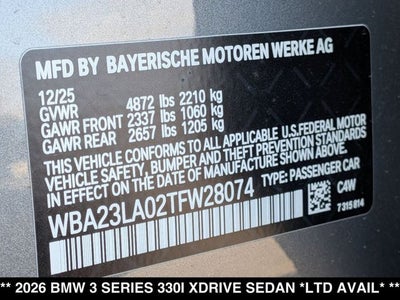 MFD BY BAYERISCHE MOTOREN WERKE AG
12/25
GVWR 4872 lbs 2210 kg
GAWR FRONT 2337 lbs 1060 kg
GAWR REAR 2657 lbs 1205 kg
THIS VEHICLE CONFORMS TO ALL APPLICABLE U.S.FEDERAL MOTOR
VEHICLE SAFETY, BUMPER AND THEFT PREVENTION STANDARDS
IN EFFECT ON THE DATE OF MANUFACTURE SHOWN ABOVE.
WBA23LA02TFW28074 TYPE: PASSENGER CAR
C4W
7315814
** 2026 BMW 3 SERIES 330I XDRIVE SEDAN *LTD AVAIL* **